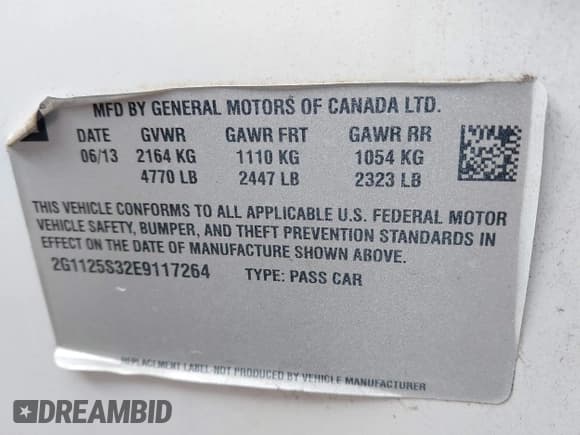 MFD BY GENERAL MOTORS OF CANADA LTD.
DATE GVWR GAWR FRT GAWR RR
06/13 2164 KG 1110 KG 1054 KG
4770 LB 2447 LB 2323 LB
THIS VEHICLE CONFORMS TO ALL APPLICABLE U.S. FEDERAL MOTOR
VEHICLE SAFETY, BUMPER, AND THEFT PREVENTION STANDARDS IN
EFFECT ON THE DATE OF MANUFACTURE SHOWN ABOVE.
2G1125S32E9117264 TYPE: PASS CAR
REPLACEMENT LABEL NOT PRODUCED BY VEHICLE MANUFACTURER
DREAMBID